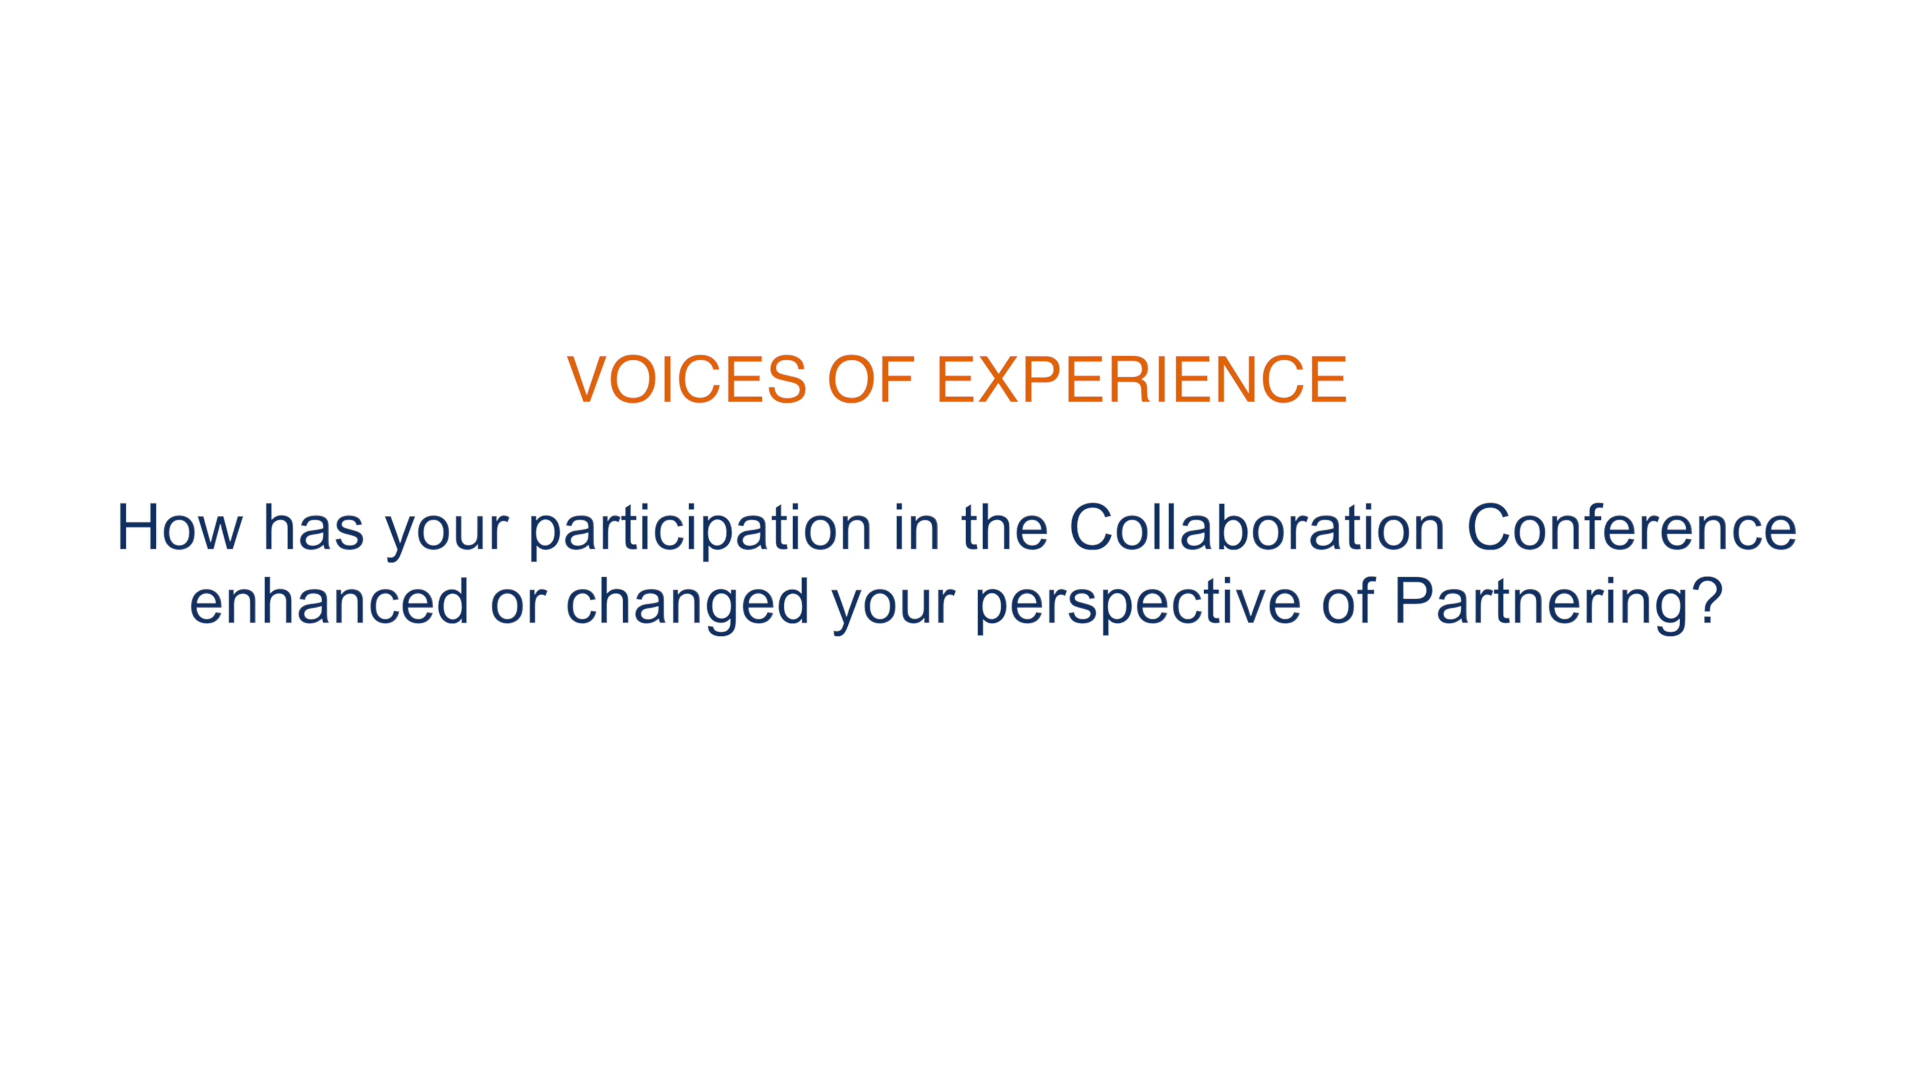 VOICES OF EXPERIENCE
How has your participation in the Collaboration Conference
enhanced or changed your perspective of Partnering?